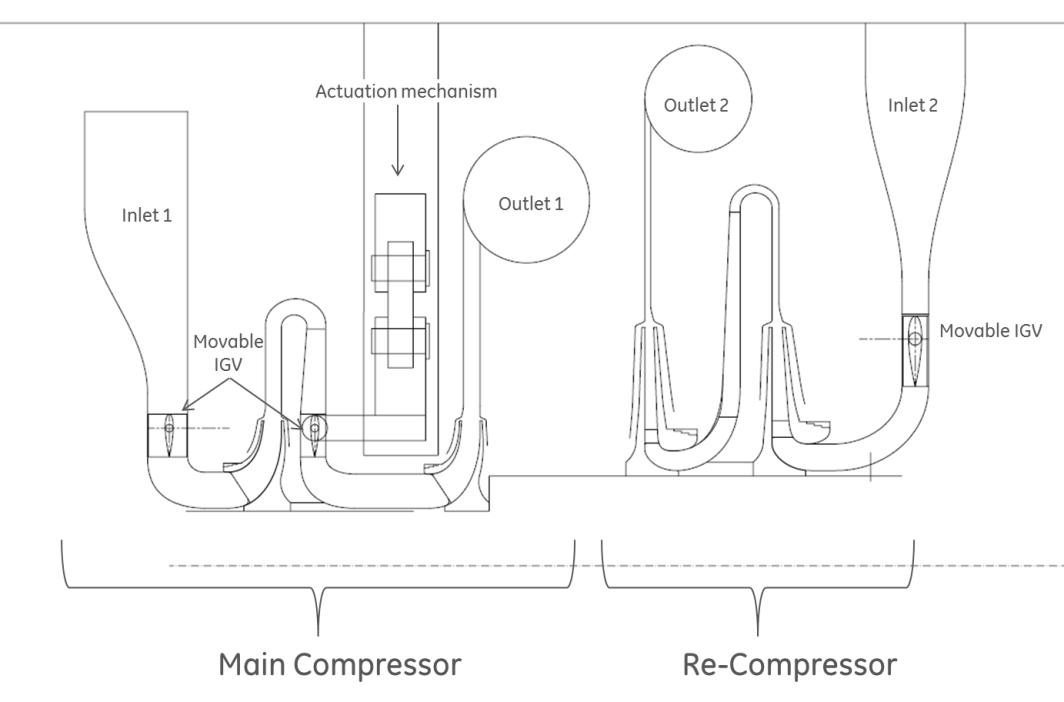 Actuation mechanism
Outlet 2
Inlet 2
Inlet 1
Outlet 1
Movable
IGV
Movable IGV
Main Compressor
Re-Compressor